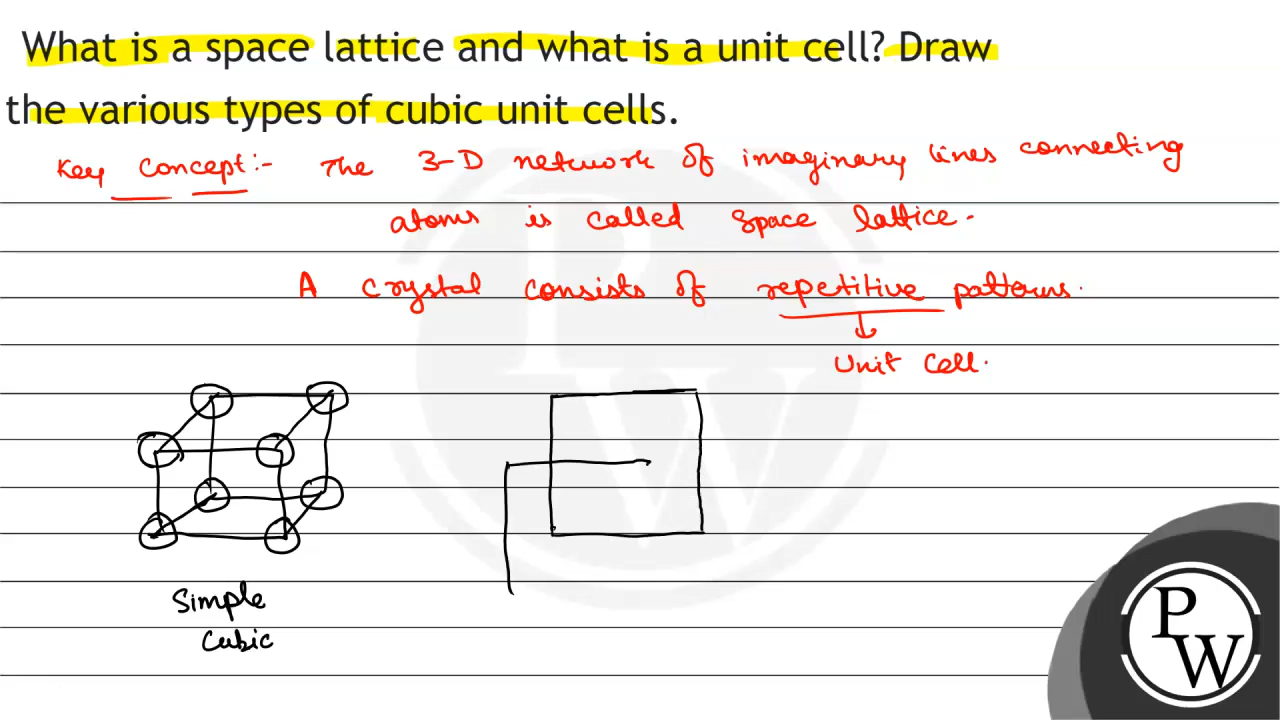 What is a space lattice and what is a unit cell? Draw
the various types of cubic unit cells.
Key Concept:- The 3-D network of imaginary lines connecting
atoms is called space lattice.
A crystal consists of repetitive patterns.
Unit Cell.
Simple
Cubic
PW
PW